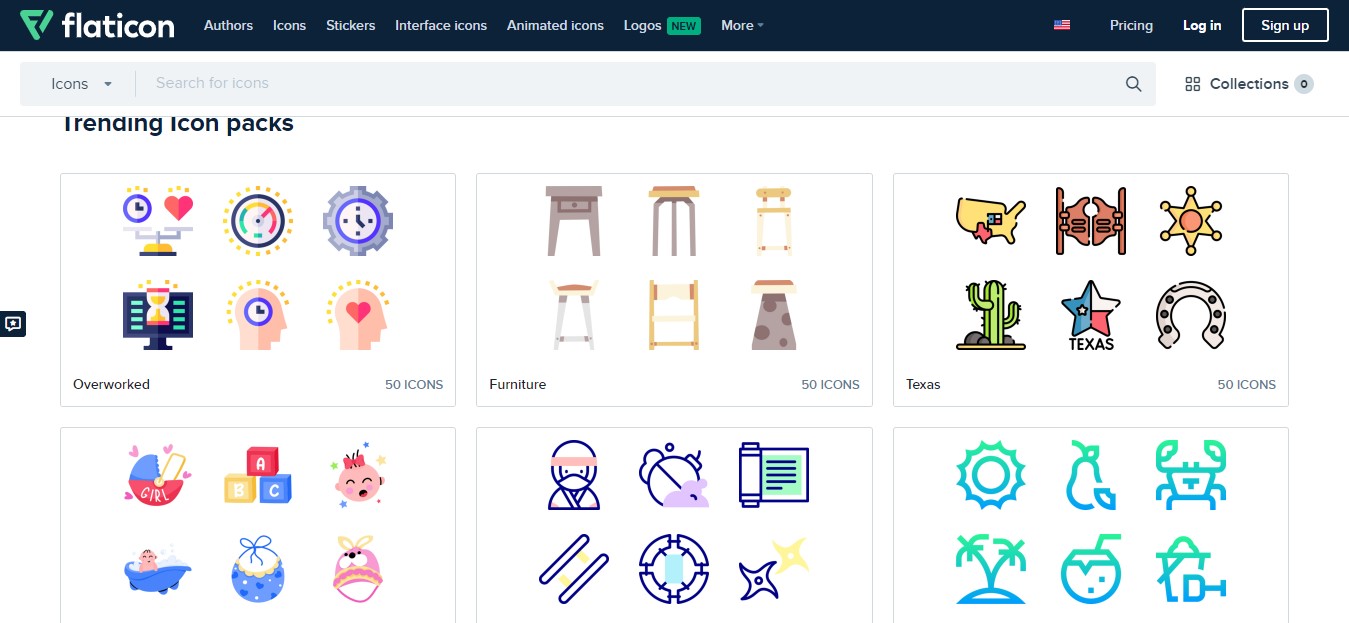 flaticon
Authors Icons Stickers Interface icons Animated icons Logos NEW More Pricing Log in Sign up
Icons Search for icons Collections 0
Trending Icon packs
TEXAS
Overworked 50 ICONS Furniture 50 ICONS Texas 50 ICONS
GIRL A B C